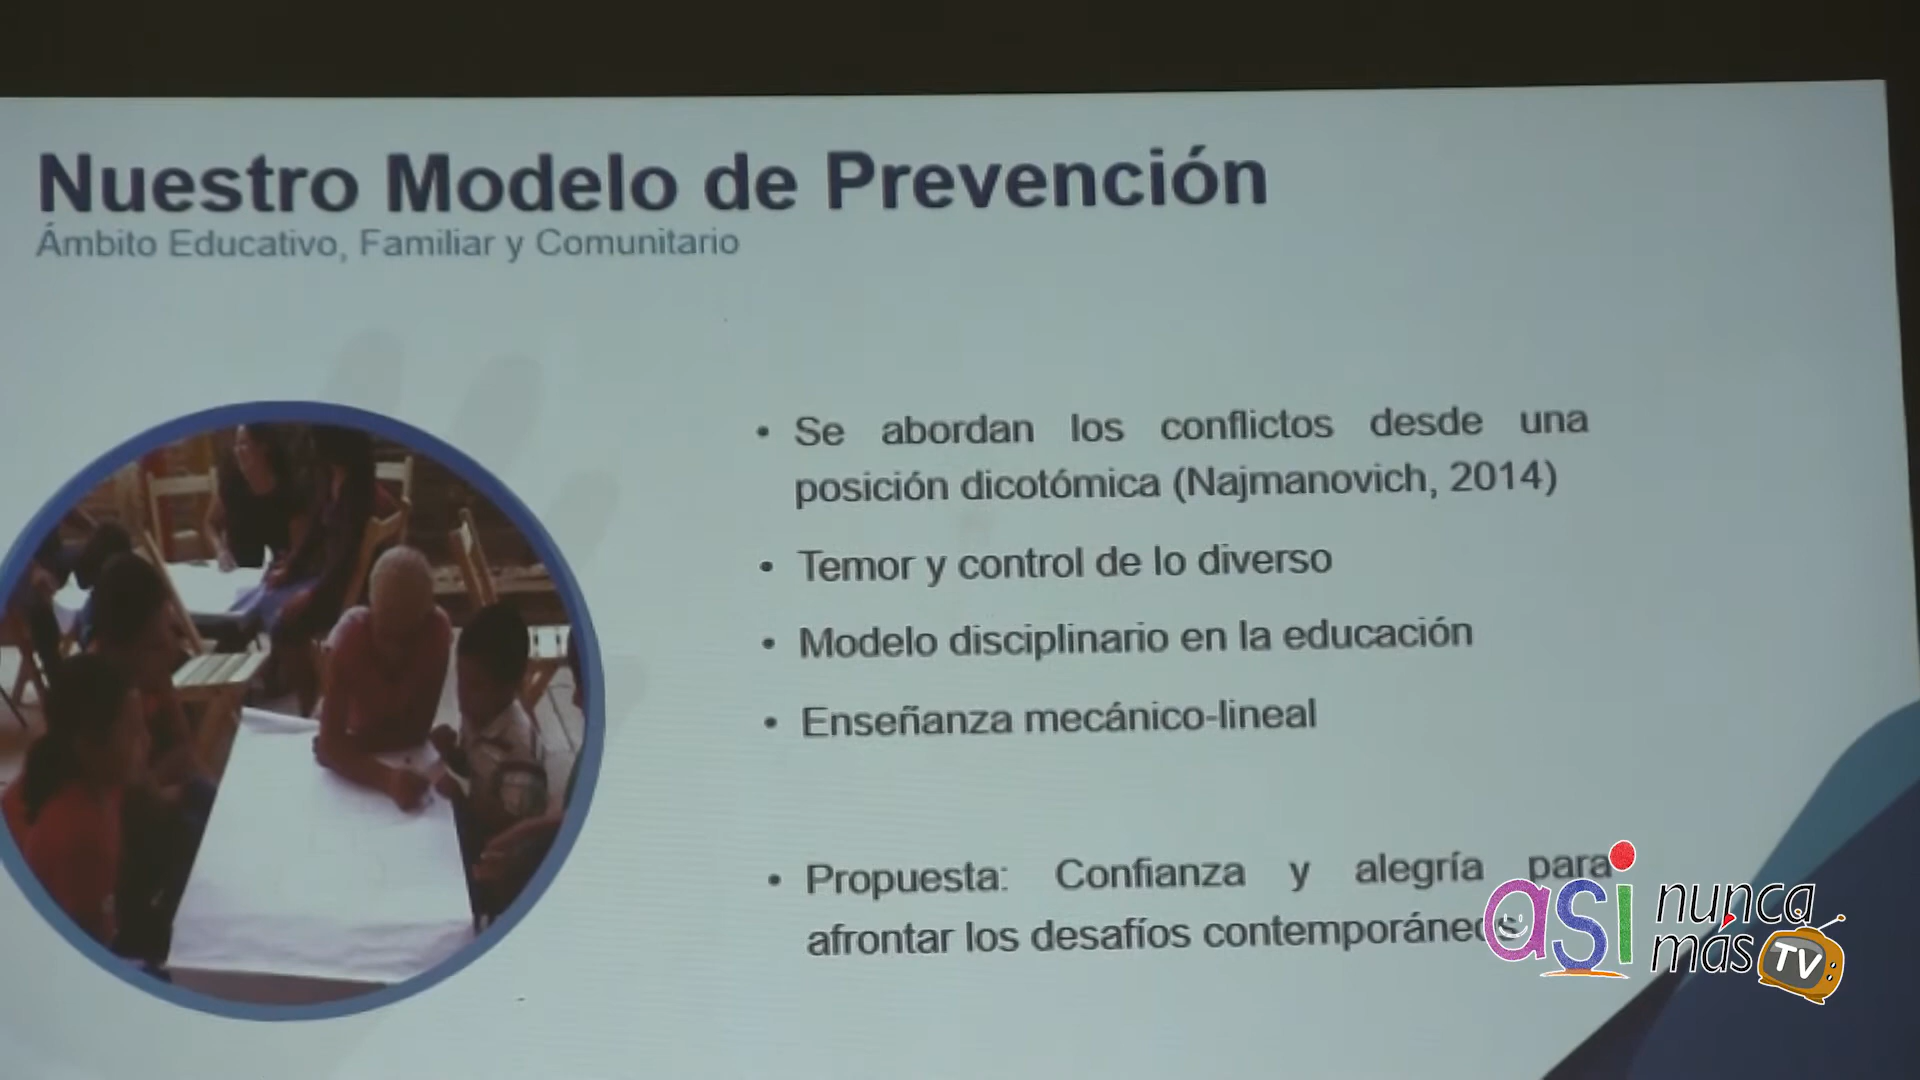 Nuestro Modelo de Prevención
Ámbito Educativo, Familiar y Comunitario
• Se abordan los conflictos desde una
posición dicotómica (Najmanovich, 2014)
• Temor y control de lo diverso
• Modelo disciplinario en la educación
• Enseñanza mecánico-lineal
• Propuesta: Confianza y alegría para
afrontar los desafíos contemporáneos
asi nunca
más TV